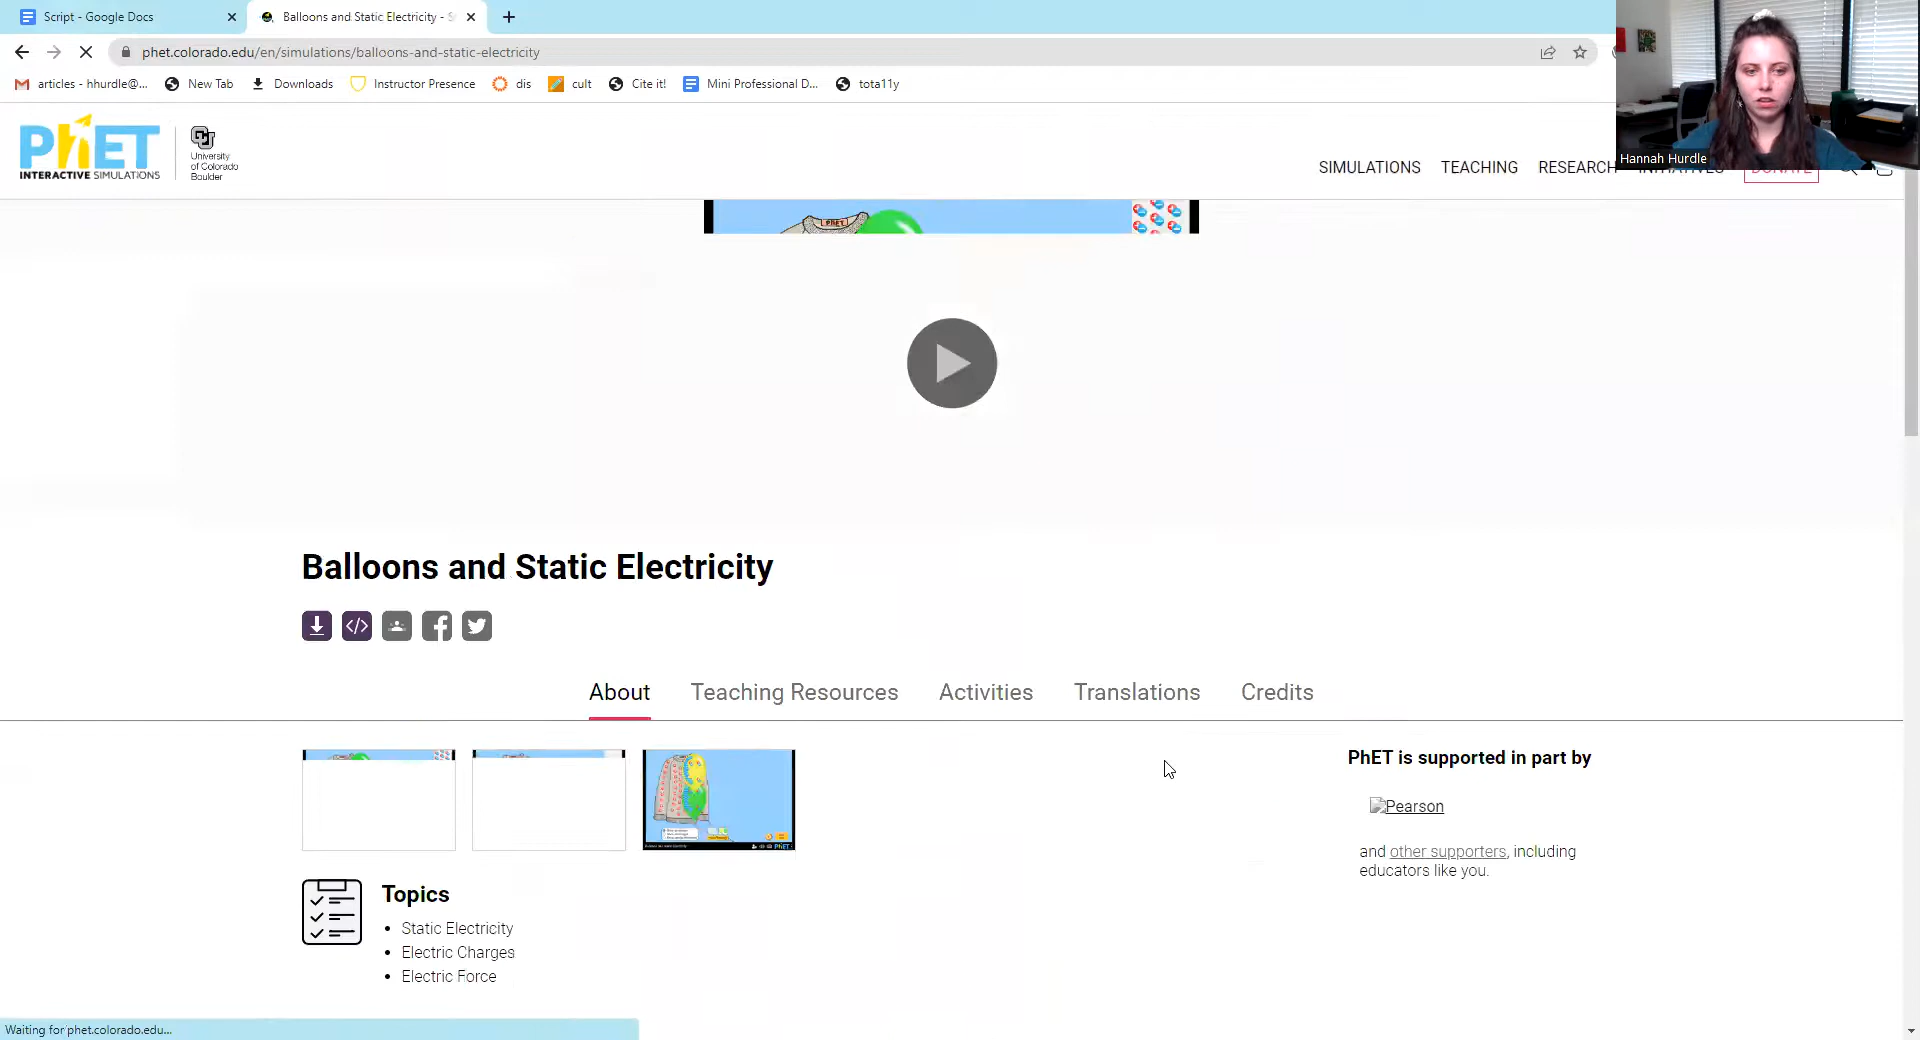 Script - Google Docs
Balloons and Static Electricity -
phet.colorado.edu/en/simulations/balloons-and-static-electricity
articles - hhurdle@... New Tab Downloads Instructor Presence dis cult Cite it! Mini Professional D... tota11y
PhET
INTERACTIVE SIMULATIONS
CU
University
of Colorado
Boulder
SIMULATIONS TEACHING RESEARCH INITIATIVES DONATE
Hannah Hurdle
PhET
Balloons and Static Electricity
About Teaching Resources Activities Translations Credits
PhET is supported in part by
Pearson
and other supporters, including
educators like you.
Topics
• Static Electricity
• Electric Charges
• Electric Force
Waiting for phet.colorado.edu...